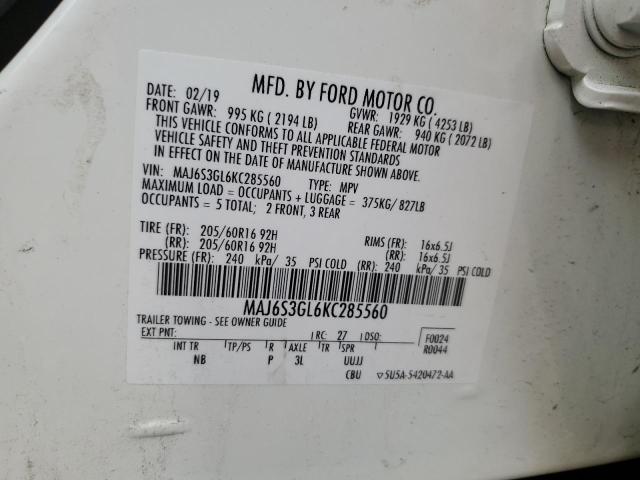 MFD. BY FORD MOTOR CO.
DATE: 02/19 GVWR: 1929 KG ( 4253 LB)
FRONT GAWR: 995 KG ( 2194 LB) REAR GAWR: 940 KG ( 2072 LB)
THIS VEHICLE CONFORMS TO ALL APPLICABLE FEDERAL MOTOR
VEHICLE SAFETY AND THEFT PREVENTION STANDARDS
IN EFFECT ON THE DATE OF MANUFACTURE SHOWN ABOVE.
VIN: MAJ6S3GL6KC285560 TYPE: MPV
MAXIMUM LOAD = OCCUPANTS + LUGGAGE = 375KG/ 827LB
OCCUPANTS = 5 TOTAL; 2 FRONT, 3 REAR
TIRE (FR): 205/60R16 92H RIMS (FR): 16x6.5J
(RR): 205/60R16 92H (RR): 16x6.5J
PRESSURE (FR): 240 kPa/ 35 PSI COLD (RR): 240 kPa/ 35 PSI COLD
MAJ6S3GL6KC285560
TRAILER TOWING - SEE OWNER GUIDE
EXT PNT: RC: 27 DSO: F0024
R0044
INT TR TP/PS R AXLE TR SPR
NB P 3L UUJJ
CBU ▽5U5A-5420472-AA